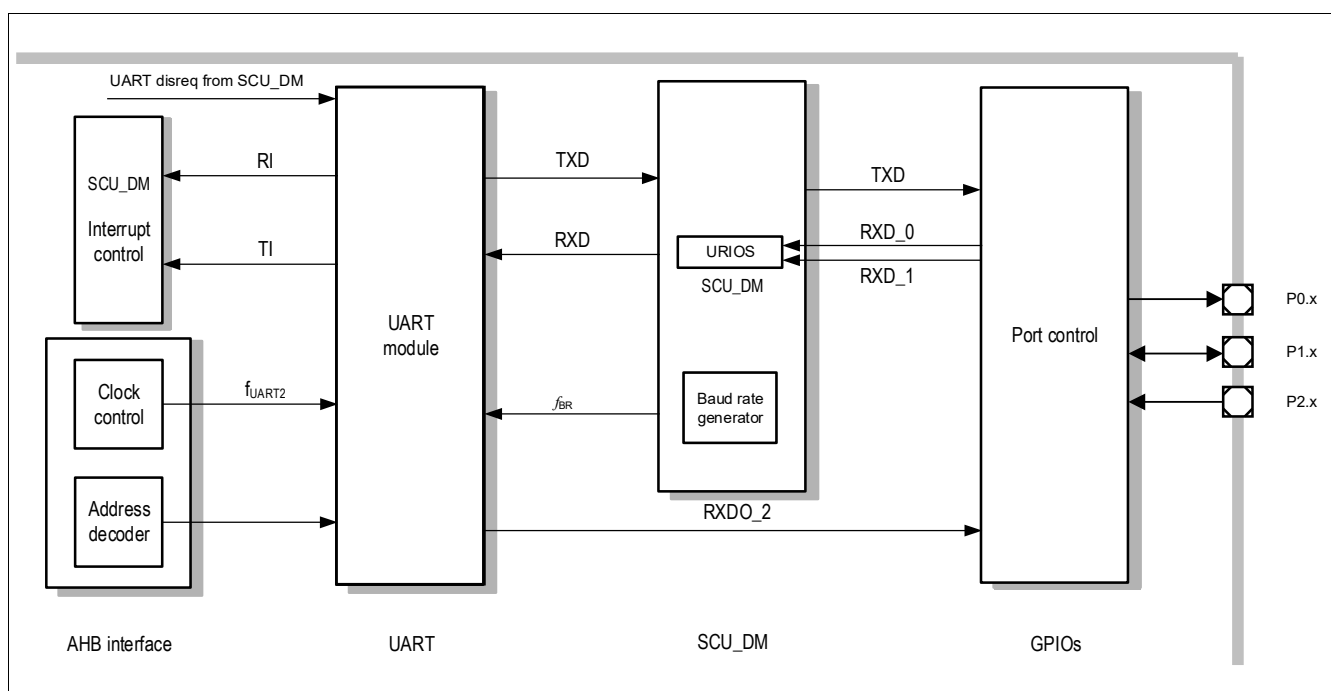 UART disreq from SCU_DM
RI
SCU_DM
Interrupt
control
TI
TXD
TXD
RXD
RXD_0
URIOS
RXD_1
SCU_DM
UART
module
Port control
P0.x
P1.x
P2.x
Clock
control
fUART2
fBR
Baud rate
generator
Address
decoder
RXDO_2
AHB interface
UART
SCU_DM
GPIOs